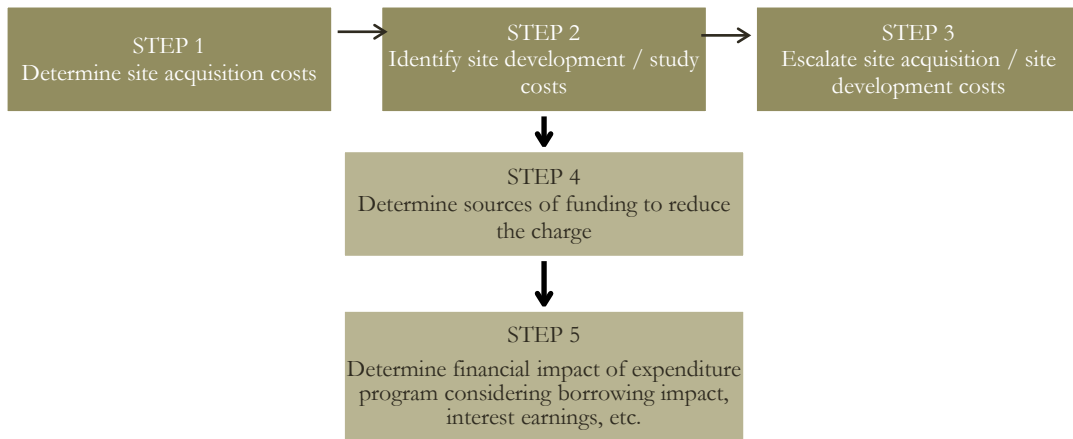 STEP 1
Determine site acquisition costs
STEP 2
Identify site development / study
costs
STEP 3
Escalate site acquisition / site
development costs
STEP 4
Determine sources of funding to reduce
the charge
STEP 5
Determine financial impact of expenditure
program considering borrowing impact,
interest earnings, etc.